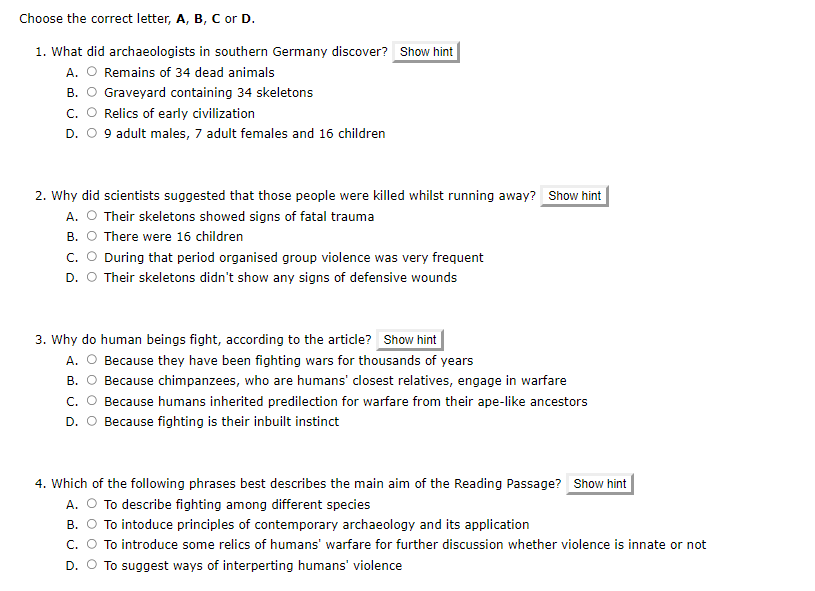 Choose the correct letter, A, B, C or D.
1. What did archaeologists in southern Germany discover? Show hint
A. Remains of 34 dead animals
B. Graveyard containing 34 skeletons
C. Relics of early civilization
D. 9 adult males, 7 adult females and 16 children
2. Why did scientists suggested that those people were killed whilst running away? Show hint
A. Their skeletons showed signs of fatal trauma
B. There were 16 children
C. During that period organised group violence was very frequent
D. Their skeletons didn't show any signs of defensive wounds
3. Why do human beings fight, according to the article? Show hint
A. Because they have been fighting wars for thousands of years
B. Because chimpanzees, who are humans' closest relatives, engage in warfare
C. Because humans inherited predilection for warfare from their ape-like ancestors
D. Because fighting is their inbuilt instinct
4. Which of the following phrases best describes the main aim of the Reading Passage? Show hint
A. To describe fighting among different species
B. To intoduce principles of contemporary archaeology and its application
C. To introduce some relics of humans' warfare for further discussion whether violence is innate or not
D. To suggest ways of interperting humans' violence